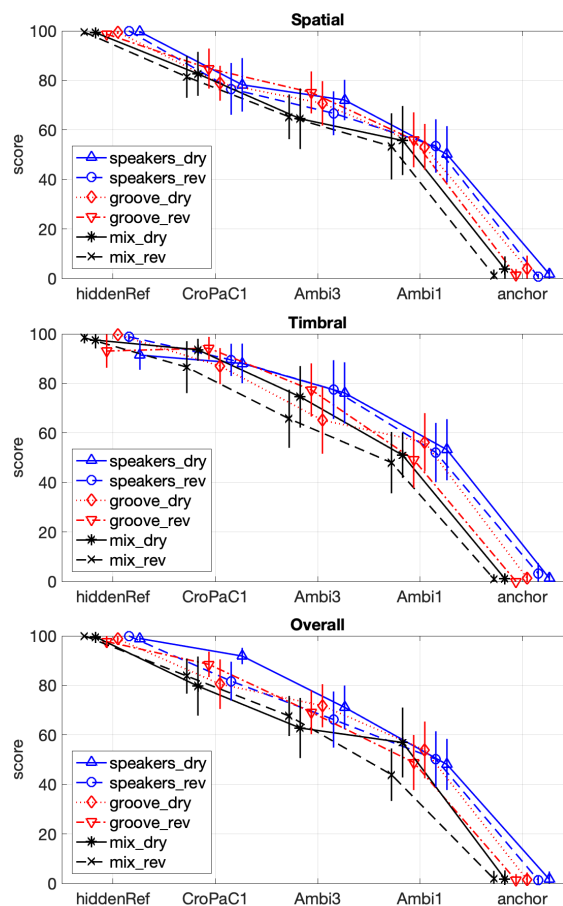 Spatial
100
80
60
40
20
0
score
speakers_dry
speakers_rev
groove_dry
groove_rev
mix_dry
mix_rev
hiddenRef CroPaC1 Ambi3 Ambi1 anchor
Timbral
100
80
60
40
20
0
score
speakers_dry
speakers_rev
groove_dry
groove_rev
mix_dry
mix_rev
hiddenRef CroPaC1 Ambi3 Ambi1 anchor
Overall
100
80
60
40
20
0
score
speakers_dry
speakers_rev
groove_dry
groove_rev
mix_dry
mix_rev
hiddenRef CroPaC1 Ambi3 Ambi1 anchor